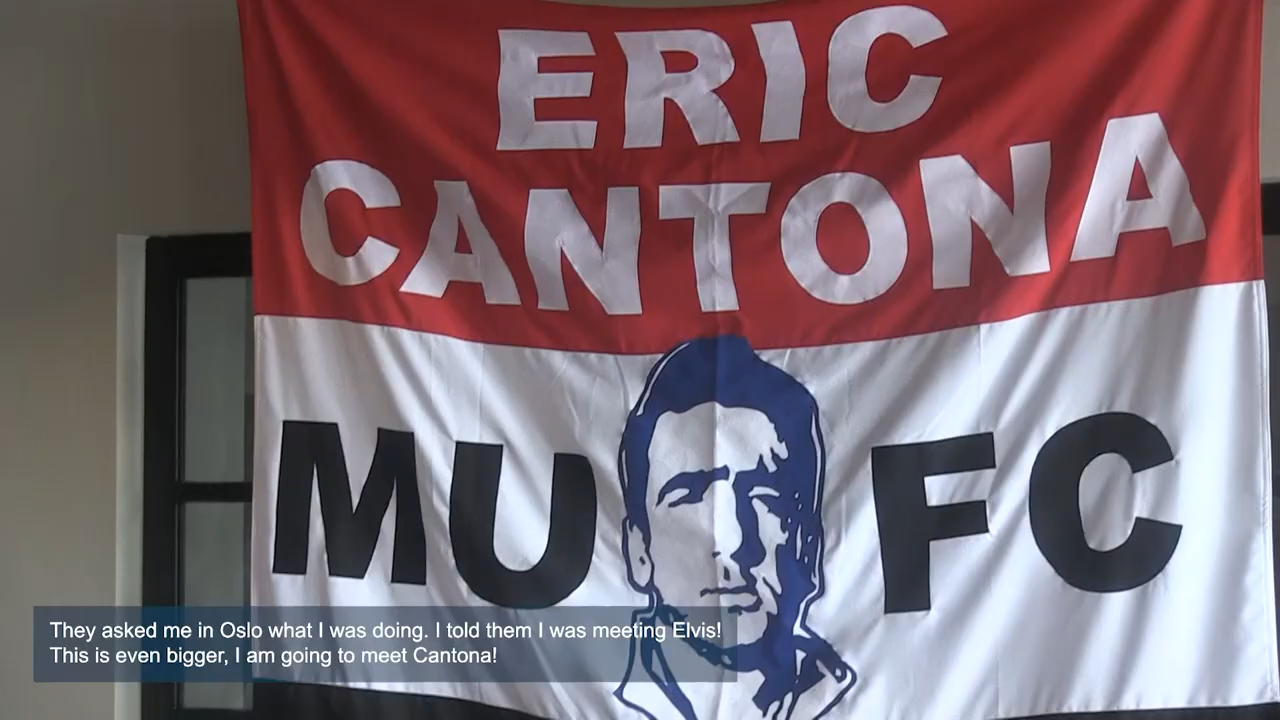 ERIC
CANTONA
MU FC
They asked me in Oslo what I was doing. I told them I was meeting Elvis!
This is even bigger, I am going to meet Cantona!